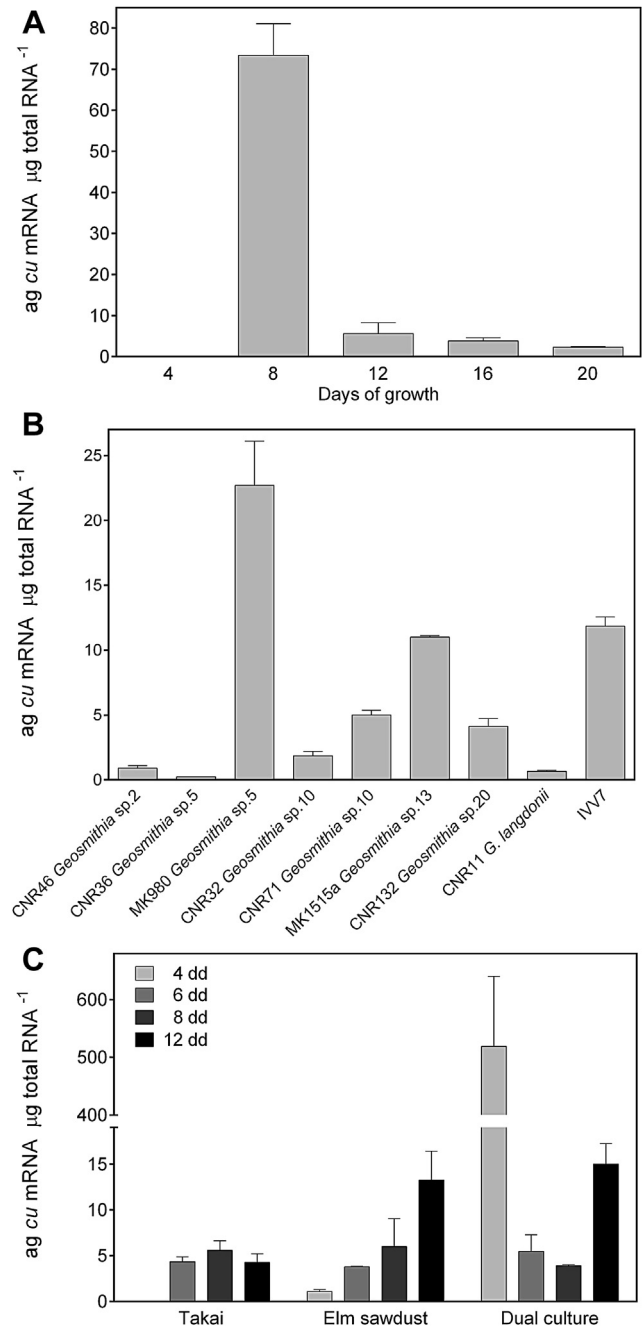 A
ag cu mRNA µg total RNA -1
80
70
60
50
40
30
20
10
0
4 8 12 16 20
Days of growth
B
ag cu mRNA µg total RNA -1
25
20
15
10
5
0
CNR46 Geosmithia sp.2
CNR36 Geosmithia sp.5
MK980 Geosmithia sp.5
CNR32 Geosmithia sp.10
CNR71 Geosmithia sp.10
MK1515a Geosmithia sp.13
CNR132 Geosmithia sp.20
CNR11 G. langdonii
IVV7
C
ag cu mRNA µg total RNA -1
4 dd
6 dd
8 dd
12 dd
600
500
400
15
10
5
0
Takai Elm sawdust Dual culture